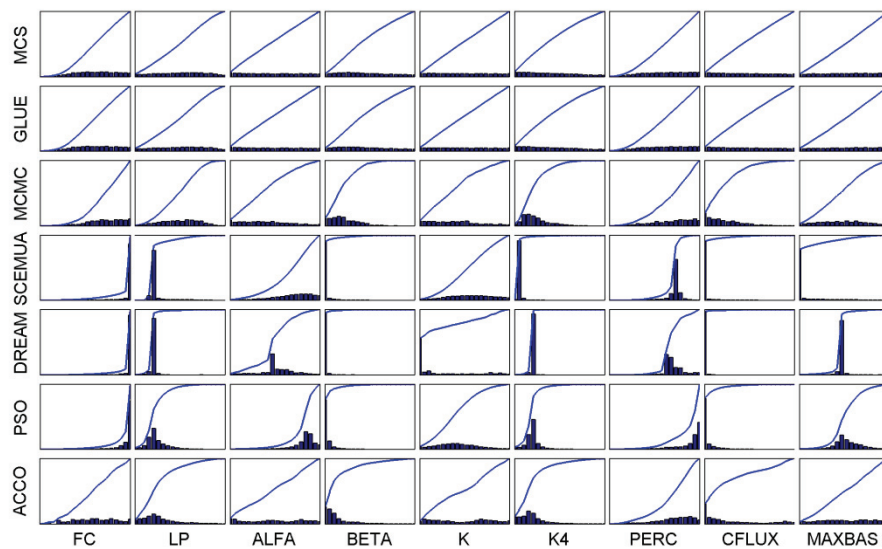 MCS
GLUE
MCMC
SCEMUA
DREAM
PSO
ACCO
FC LP ALFA BETA K K4 PERC CFLUX MAXBAS